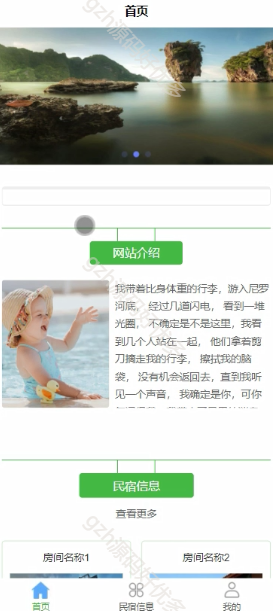 首页
网站介绍
我带着比身体重的行李，游入尼罗
河底， 经过几道闪电， 看到一堆
光圈， 不确定是不是这里，我看
到几个人站在一起， 他们拿着剪
刀摘走我的行李， 擦拭我的脑
袋， 没有机会返回去，直到我听
见一个声音， 我确定是你，可你
民宿信息
查看更多
房间名称1
房间名称2
首页
民宿信息
我的